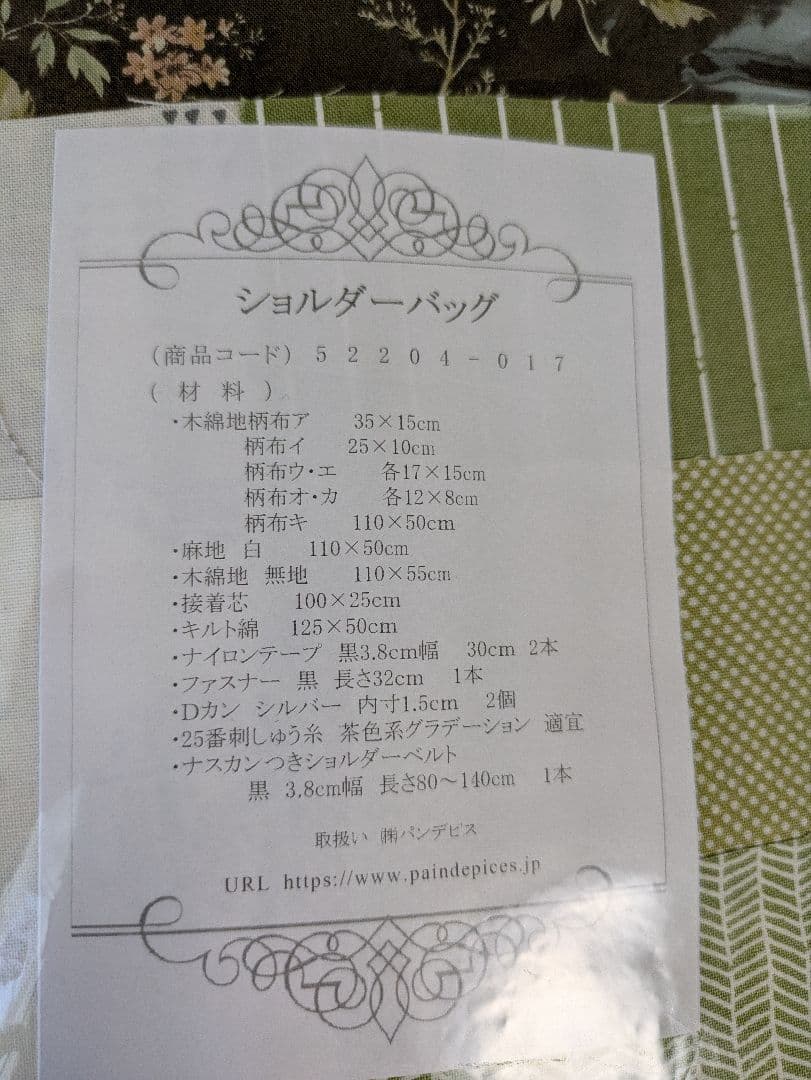 ショルダーバッグ
(商品コード) 52204-017
(材料)
・木綿地柄布ア 35×15cm
柄布イ 25×10cm
柄布ウ・エ 各17×15cm
柄布オ・カ 各12×8cm
柄布キ 110×50cm
・麻地 白 110×50cm
・木綿地 無地 110×55cm
・接着芯 100×25cm
・キルト綿 125×50cm
・ナイロンテープ 黒3.8cm幅 30cm 2本
・ファスナー 黒 長さ32cm 1本
・Dカン シルバー 内寸1.5cm 2個
・25番刺しゅう糸 茶色系グラデーション 適宜
・ナスカンつきショルダーベルト
黒 3.8cm幅 長さ80～140cm 1本
取扱い ㈱パンデピス
URL https://www.paindepices.jp